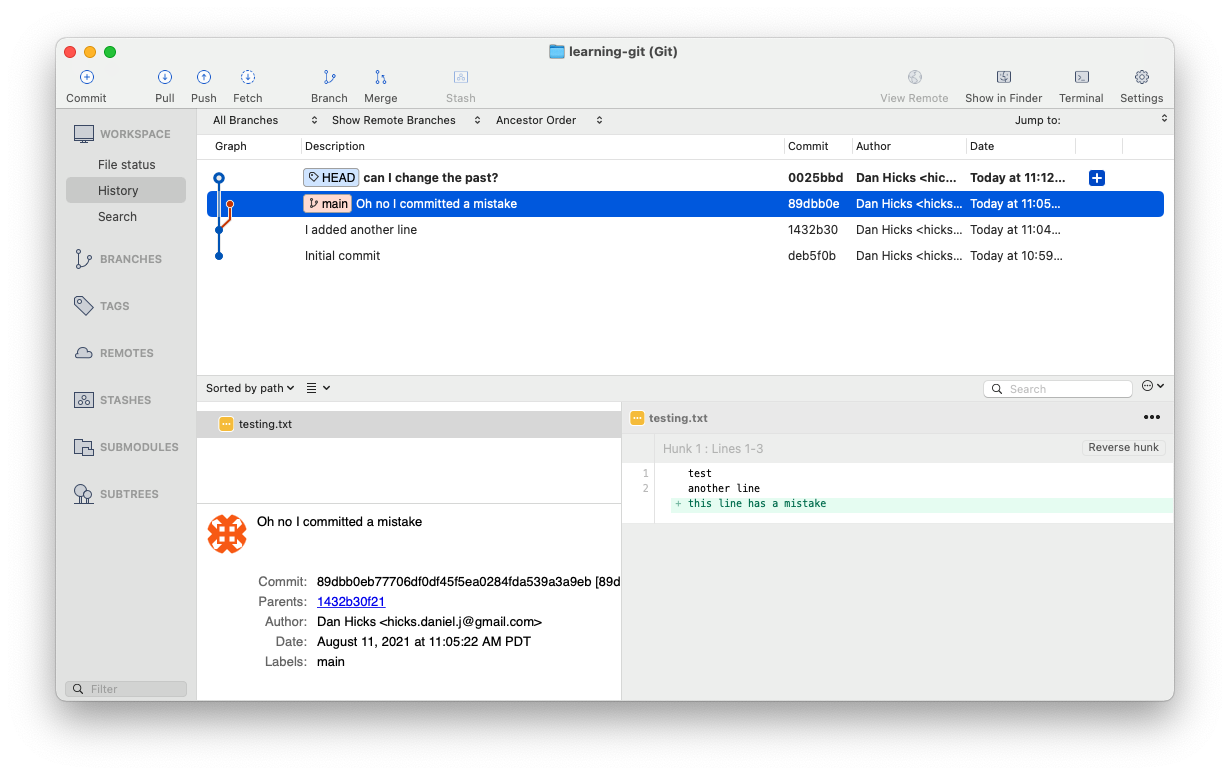 learning-git (Git)
Commit Pull Push Fetch Branch Merge Stash View Remote Show in Finder Terminal Settings
All Branches Show Remote Branches Ancestor Order Jump to:
Graph Description Commit Author Date
HEAD can I change the past? 0025bbd Dan Hicks <hic... Today at 11:12...
main Oh no I committed a mistake 89dbb0e Dan Hicks <hicks... Today at 11:05...
I added another line 1432b30 Dan Hicks <hicks... Today at 11:04...
Initial commit deb5f0b Dan Hicks <hicks... Today at 10:59...
WORKSPACE
File status
History
Search
BRANCHES
TAGS
REMOTES
STASHES
SUBMODULES
SUBTREES
Filter
Sorted by path Search
testing.txt
Oh no I committed a mistake
Commit: 89dbb0eb77706df0df45f5ea0284fda539a3a9eb [89d
Parents: 1432b30f21
Author: Dan Hicks <hicks.daniel.j@gmail.com>
Date: August 11, 2021 at 11:05:22 AM PDT
Labels: main
testing.txt
Hunk 1 : Lines 1-3 Reverse hunk
1 test
2 another line
+ this line has a mistake